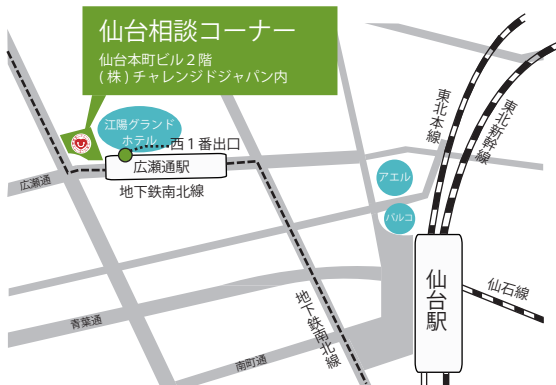 仙台相談コーナー
仙台本町ビル2階
(株)チャレンジドジャパン内
江陽グランド
ホテル
西1番出口
広瀬通駅
広瀬通
地下鉄南北線
アエル
パルコ
東北本線
東北新幹線
仙台駅
仙石線
地下鉄南北線
青葉通
南町通